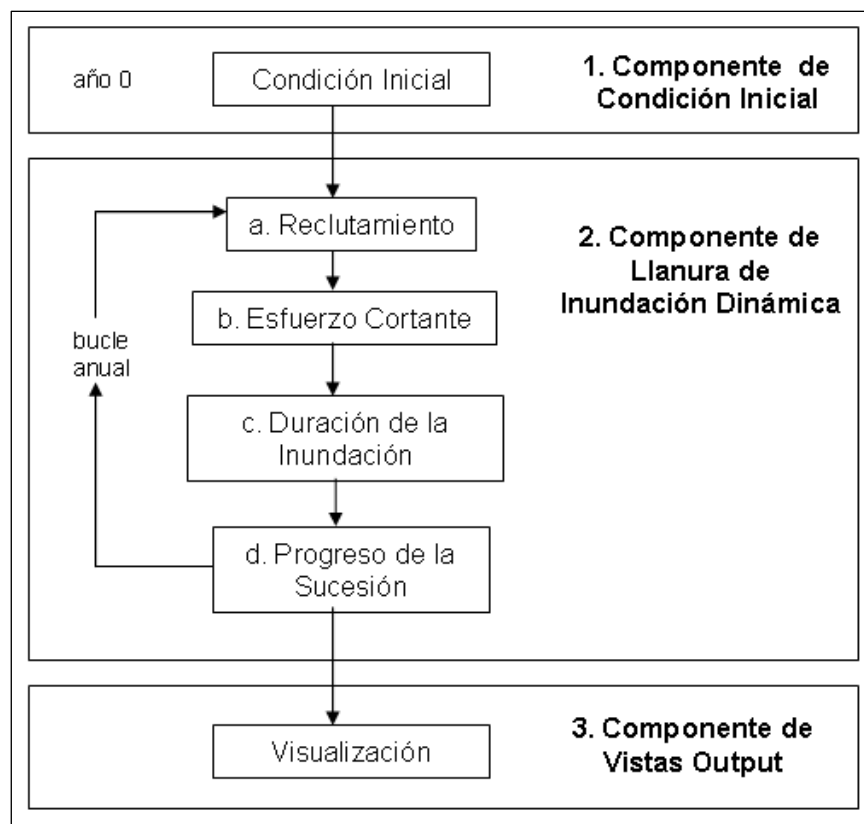 año 0
Condición Inicial
1. Componente de
Condición Inicial
a. Reclutamiento
2. Componente de
Llanura de
Inundación Dinámica
b. Esfuerzo Cortante
bucle
anual
c. Duración de la
Inundación
d. Progreso de la
Sucesión
Visualización
3. Componente de
Vistas Output